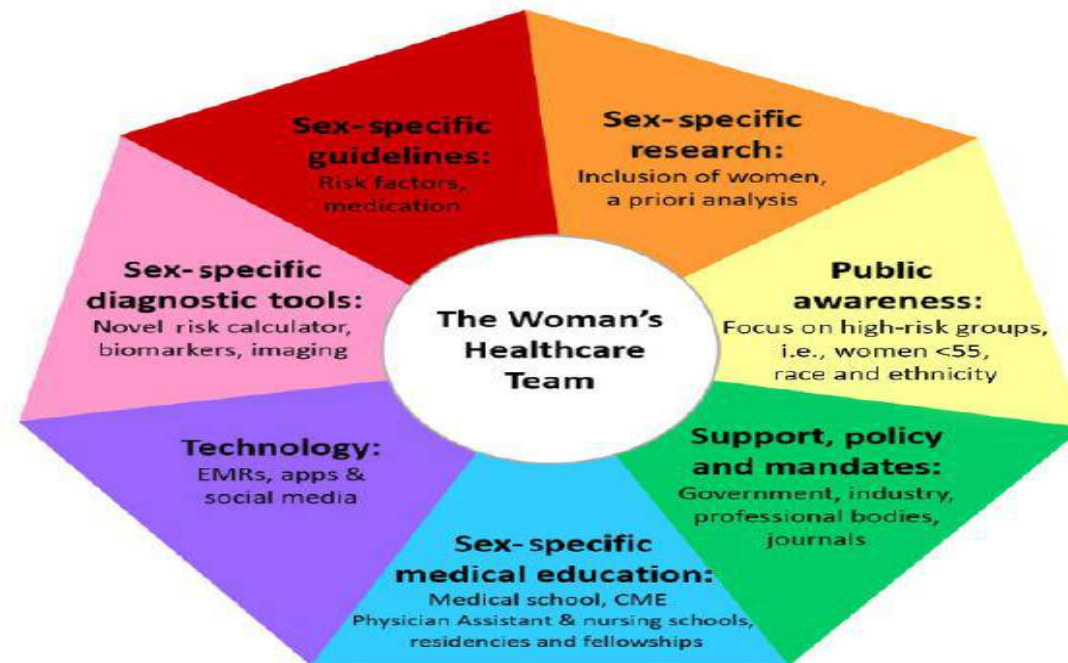 Sex-specific
guidelines:
Risk factors,
medication
Sex-specific
research:
Inclusion of women,
a priori analysis
Sex-specific
diagnostic tools:
Novel risk calculator,
biomarkers, imaging
The Woman's
Healthcare
Team
Public
awareness:
Focus on high-risk groups,
i.e., women <55,
race and ethnicity
Technology:
EMRs, apps &
social media
Support, policy
and mandates:
Government, industry,
professional bodies,
journals
Sex-specific
medical education:
Medical school, CME
Physician Assistant & nursing schools,
residencies and fellowships